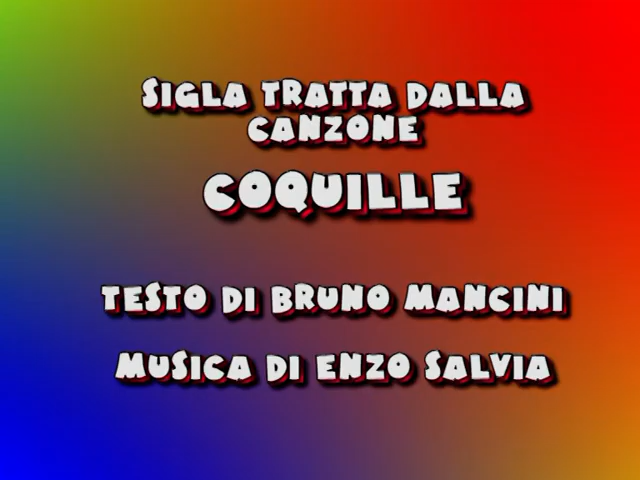 SIGLA TRATTA DALLA
CANZONE
COQUILLE
TESTO DI BRUNO MANCINI
MUSICA DI ENZO SALVIA